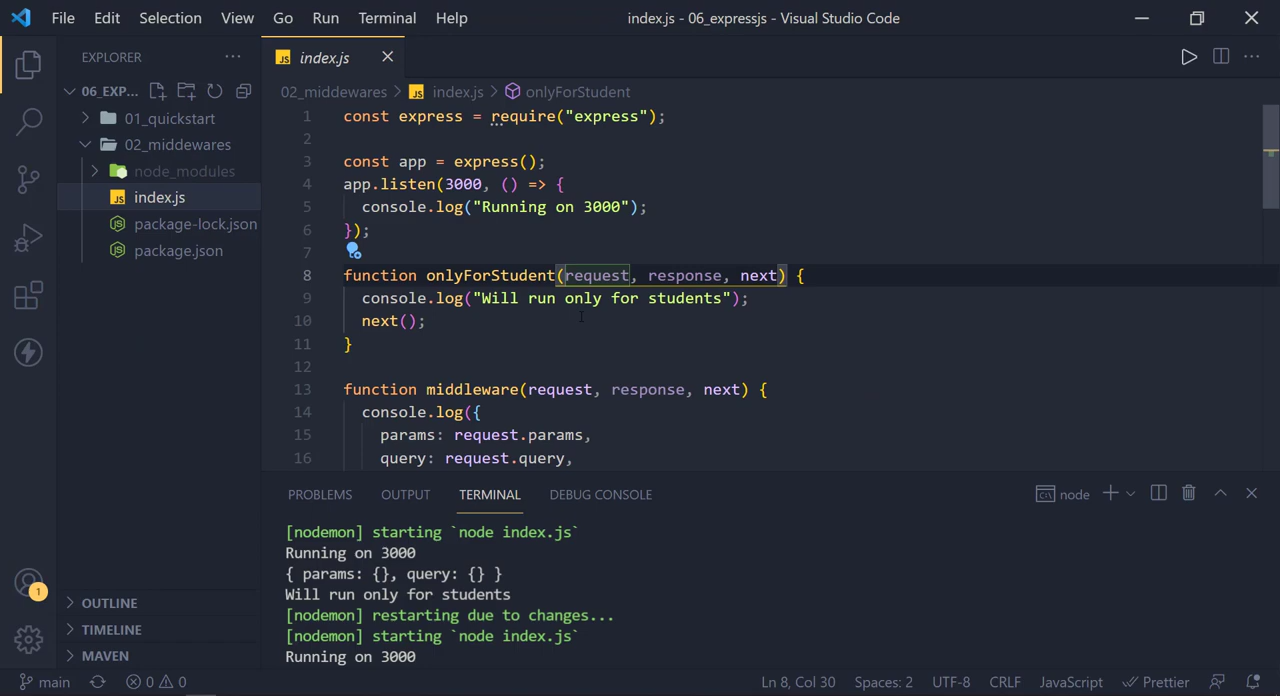 File Edit Selection View Go Run Terminal Help
index.js - 06_expressjs - Visual Studio Code
EXPLORER
JS index.js
06_EXP...
02_middewares > JS index.js > onlyForStudent
01_quickstart
02_middewares
node_modules
JS index.js
package-lock.json
package.json
1 const express = require("express");
2
3 const app = express();
4 app.listen(3000, () => {
5 console.log("Running on 3000");
6 });
7
8 function onlyForStudent(request, response, next) {
9 console.log("Will run only for students");
10 next();
11 }
12
13 function middleware(request, response, next) {
14 console.log({
15 params: request.params,
16 query: request.query,
PROBLEMS OUTPUT TERMINAL DEBUG CONSOLE
node
[nodemon] starting `node index.js`
Running on 3000
{ params: {}, query: {} }
Will run only for students
[nodemon] restarting due to changes...
[nodemon] starting `node index.js`
Running on 3000
1
OUTLINE
TIMELINE
MAVEN
main 0 0 Ln 8, Col 30 Spaces: 2 UTF-8 CRLF JavaScript Prettier